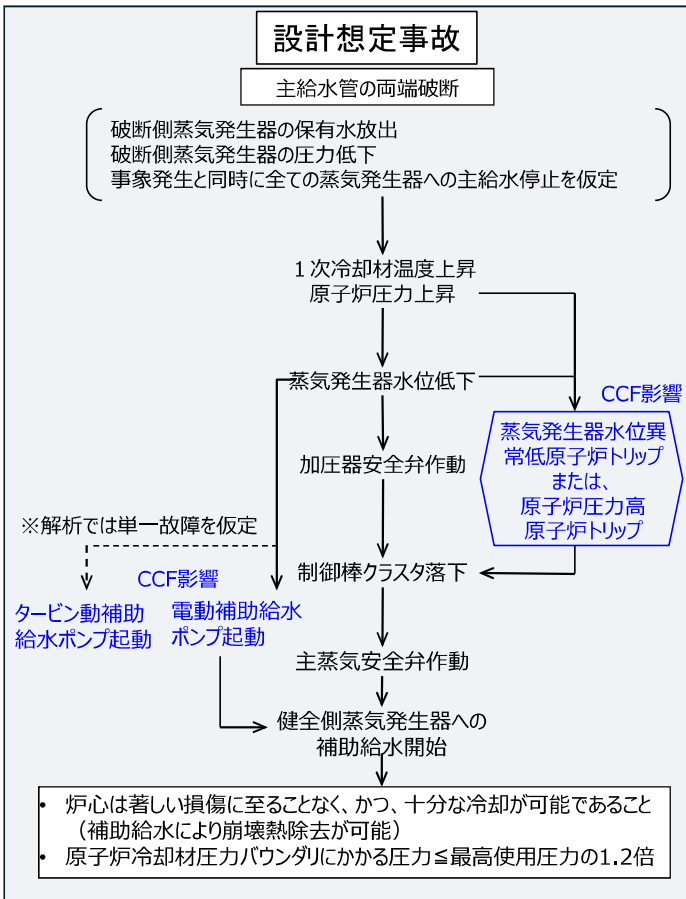 設計想定事故
主給水管の両端破断
破断側蒸気発生器の保有水放出
破断側蒸気発生器の圧力低下
事象発生と同時に全ての蒸気発生器への主給水停止を仮定
1次冷却材温度上昇
原子炉圧力上昇
蒸気発生器水位低下
CCF影響
蒸気発生器水位異
常低原子炉トリップ
または、
原子炉圧力高
原子炉トリップ
加圧器安全弁作動
※解析では単一故障を仮定
制御棒クラスタ落下
CCF影響
タービン動補助
給水ポンプ起動
電動補助給水
ポンプ起動
主蒸気安全弁作動
健全側蒸気発生器への
補助給水開始
• 炉心は著しい損傷に至ることなく、かつ、十分な冷却が可能であること
（補助給水により崩壊熱除去が可能）
• 原子炉冷却材圧力バウンダリにかかる圧力≦最高使用圧力の1.2倍